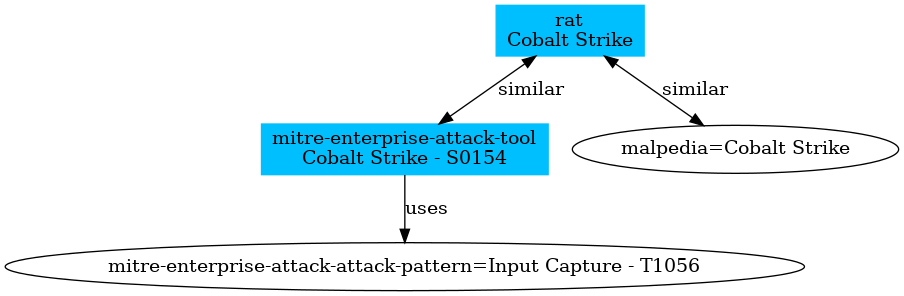 rat
Cobalt Strike
similar
similar
mitre-enterprise-attack-tool
Cobalt Strike - S0154
malpedia=Cobalt Strike
uses
mitre-enterprise-attack-attack-pattern=Input Capture - T1056